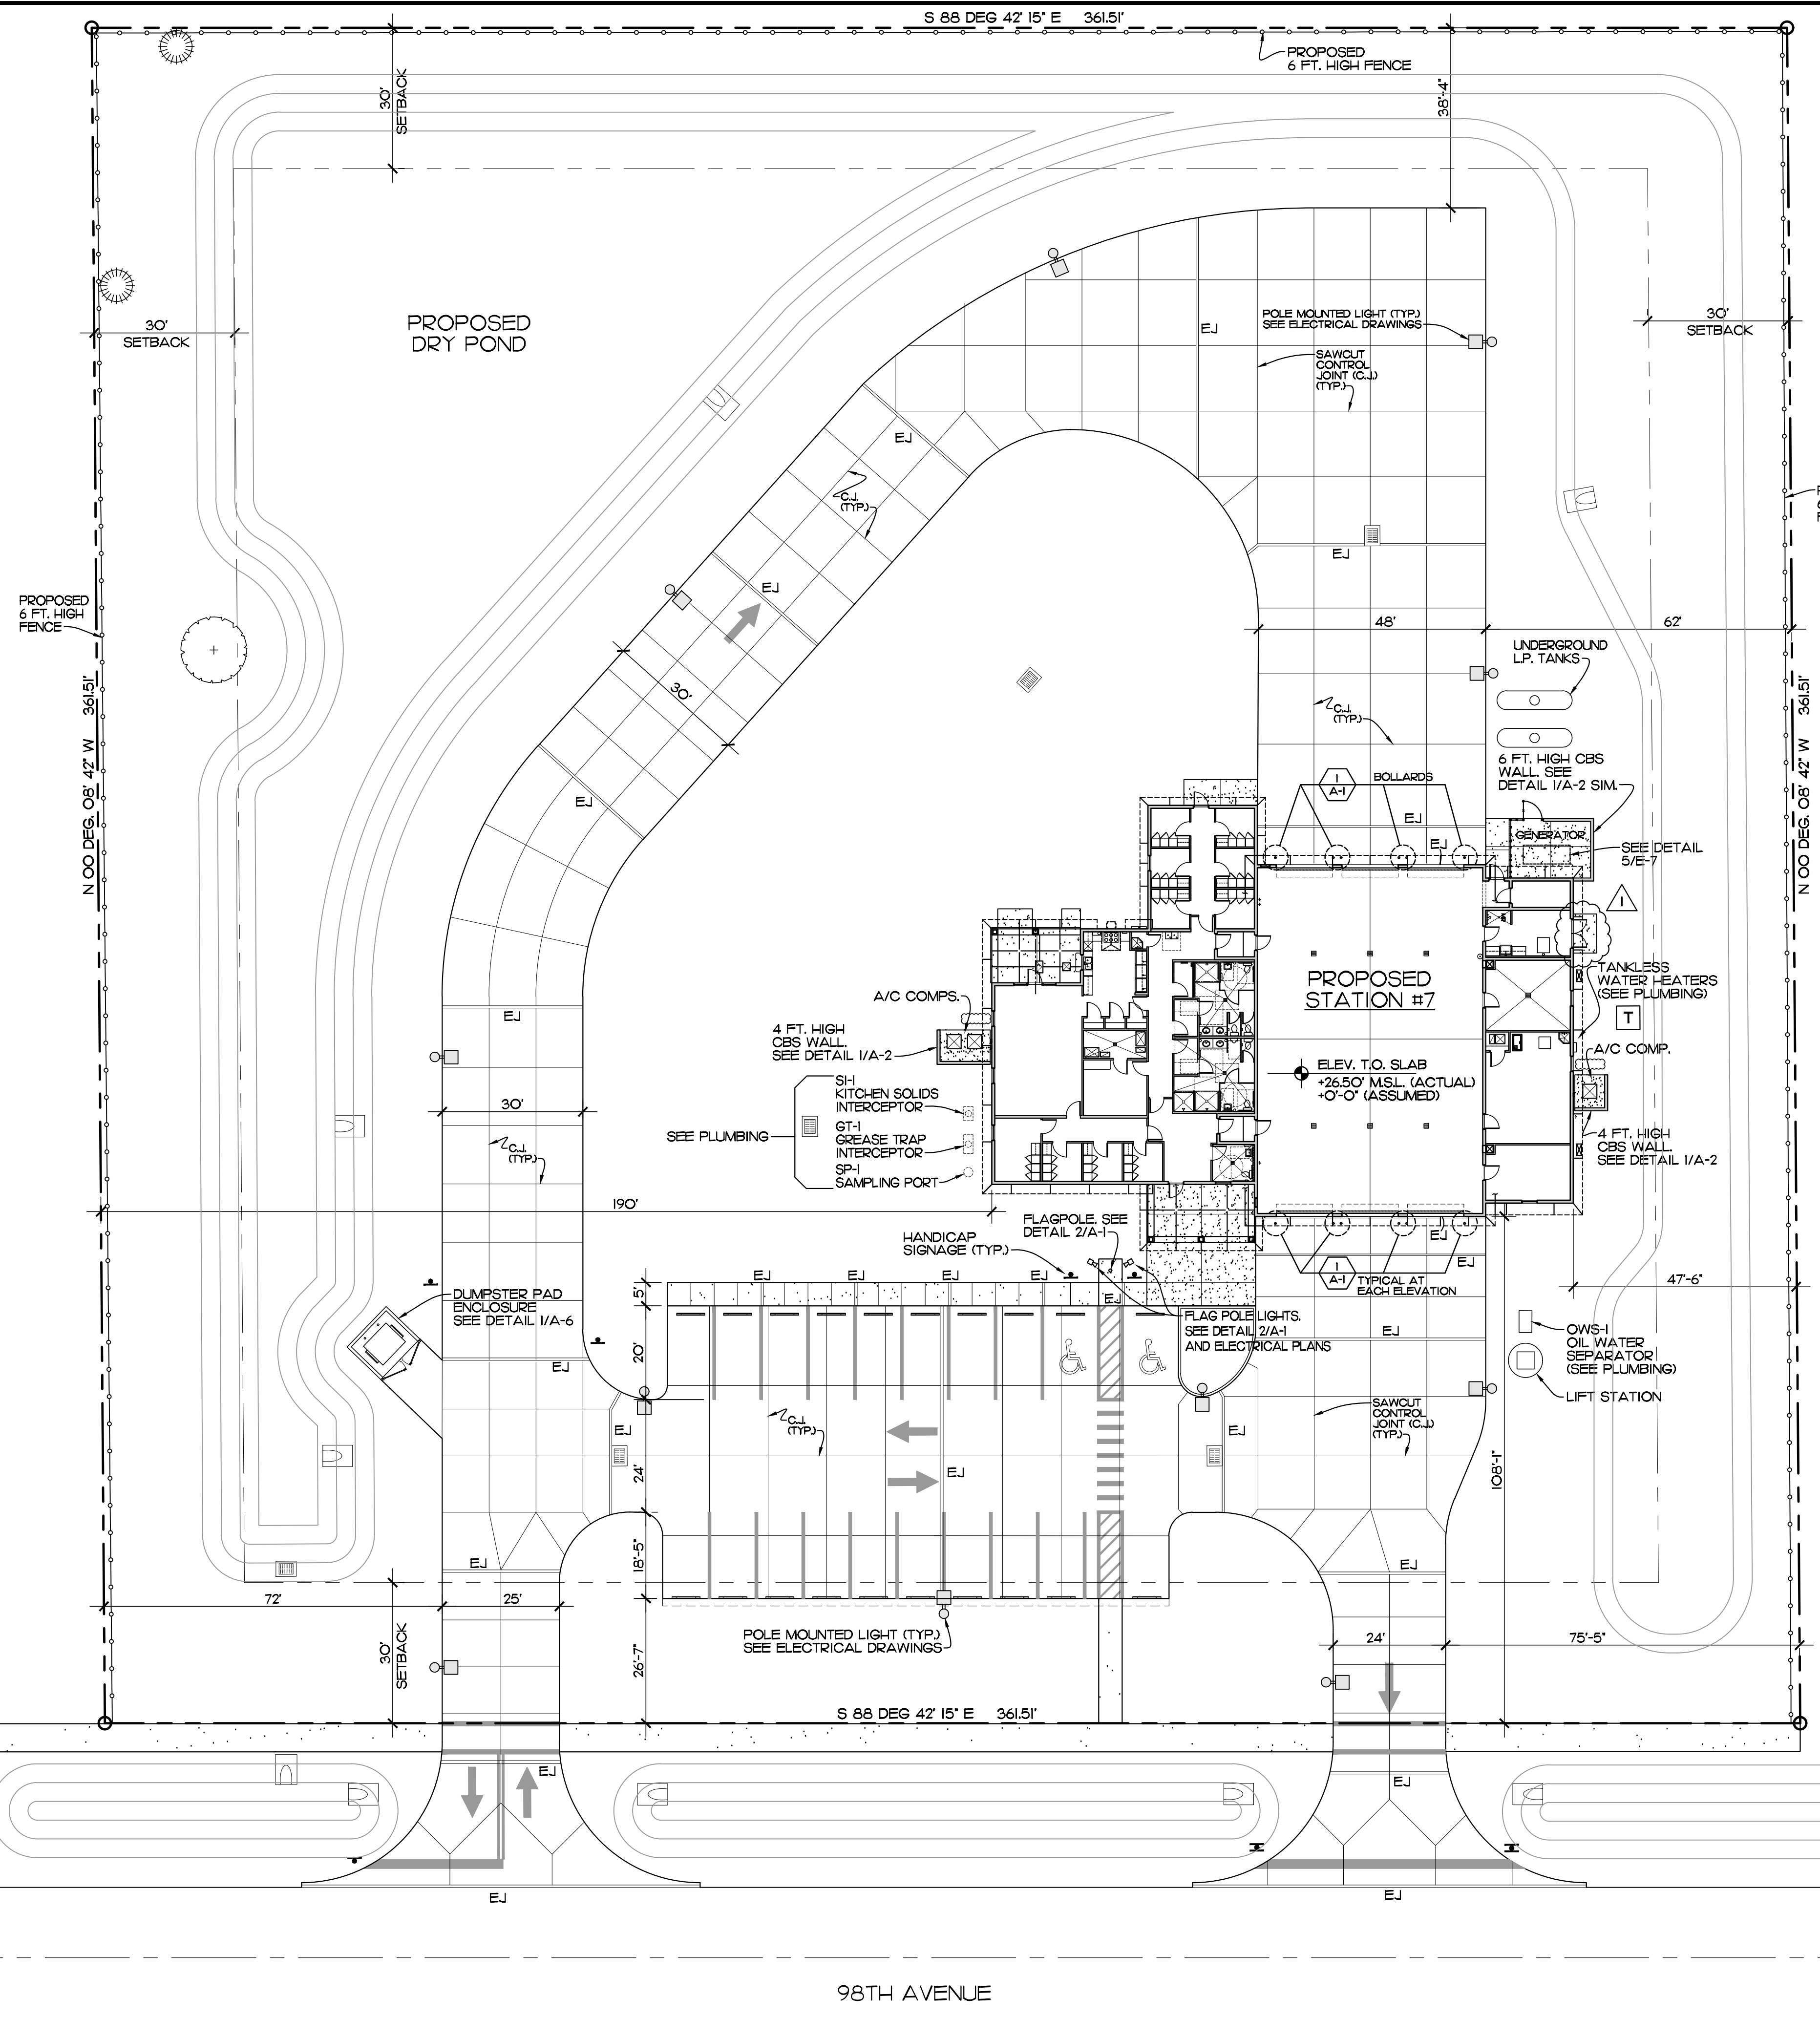 S 88 DEG 42' 15" E 361.51'
PROPOSED
6 FT. HIGH FENCE
30'
SETBACK
38'-4"
PROPOSED
DRY POND
30'
SETBACK
POLE MOUNTED LIGHT (TYP.)
SEE ELECTRICAL DRAWINGS
30'
SETBACK
EJ
SAWCUT
CONTROL
JOINT (C.J.)
(TYP.)
EJ
C.J.
(TYP.)
EJ
EJ
PROPOSED
6 FT. HIGH
FENCE
48'
62'
UNDERGROUND
L.P. TANKS
30'
N 00 DEG. 08' 42" W 361.51'
N 00 DEG. 08' 42" W 361.51'
C.J.
(TYP.)
6 FT. HIGH CBS
WALL. SEE
DETAIL 1/A-2 SIM.
1
A-1
BOLLARDS
EJ
EJ
EJ
GENERATOR
SEE DETAIL
5/E-7
1
TANKLESS
WATER HEATERS
(SEE PLUMBING)
PROPOSED
STATION #7
A/C COMPS.
EJ
T
4 FT. HIGH
CBS WALL.
SEE DETAIL 1/A-2
A/C COMP.
ELEV. T.O. SLAB
+26.50' M.S.L. (ACTUAL)
+0'-0" (ASSUMED)
SI-1
KITCHEN SOLIDS
INTERCEPTOR
30'
GT-1
GREASE TRAP
INTERCEPTOR
SEE PLUMBING
4 FT. HIGH
CBS WALL.
SEE DETAIL 1/A-2
C.J.
(TYP.)
SP-1
SAMPLING PORT
190'
FLAGPOLE. SEE
DETAIL 2/A-1
HANDICAP
SIGNAGE (TYP.)
EJ
EJ
EJ
EJ
EJ
EJ
1
A-1
TYPICAL AT
EACH ELEVATION
47'-6"
5'
DUMPSTER PAD
ENCLOSURE
SEE DETAIL 1/A-6
EJ
FLAG POLE LIGHTS.
SEE DETAIL 2/A-1
AND ELECTRICAL PLANS
EJ
OWS-1
OIL WATER
SEPARATOR
(SEE PLUMBING)
20'
EJ
LIFT STATION
SAWCUT
CONTROL
JOINT (C.J.)
(TYP.)
C.J.
(TYP.)
EJ
EJ
24'
EJ
108'-1"
18'-5"
EJ
EJ
72'
25'
POLE MOUNTED LIGHT (TYP.)
SEE ELECTRICAL DRAWINGS
24'
75'-5"
30'
SETBACK
26'-7"
S 88 DEG 42' 15" E 361.51'
EJ
EJ
EJ
EJ
98TH AVENUE